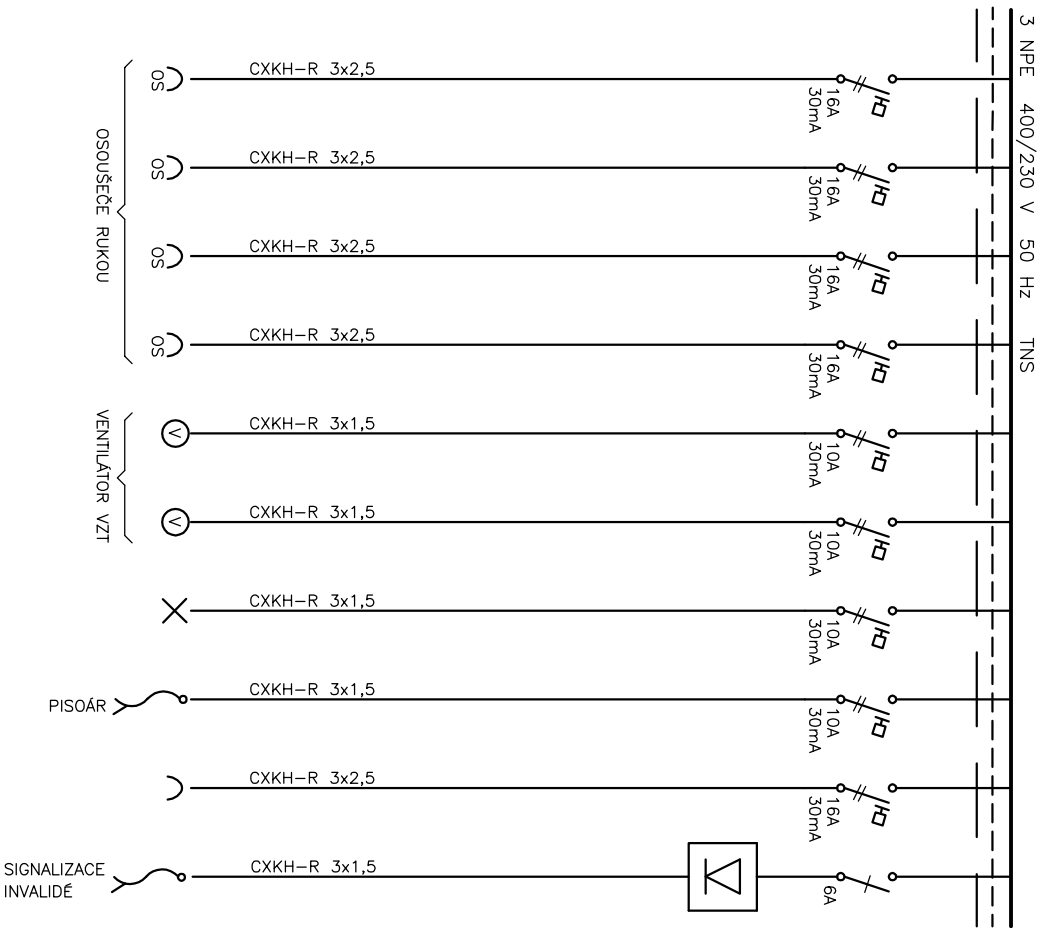 3 NPE 400/230 V 50 Hz TNS
CXKH-R 3x2,5
16A
30mA
OS
CXKH-R 3x2,5
16A
30mA
OS
OSOUŠEČE RUKOU
CXKH-R 3x2,5
16A
30mA
OS
CXKH-R 3x2,5
16A
30mA
OS
CXKH-R 3x1,5
10A
30mA
V
VENTILÁTOR VZT
CXKH-R 3x1,5
10A
30mA
V
CXKH-R 3x1,5
10A
30mA
CXKH-R 3x1,5
10A
30mA
PISOÁR
CXKH-R 3x2,5
16A
30mA
CXKH-R 3x1,5
6A
SIGNALIZACE
INVALIDÉ